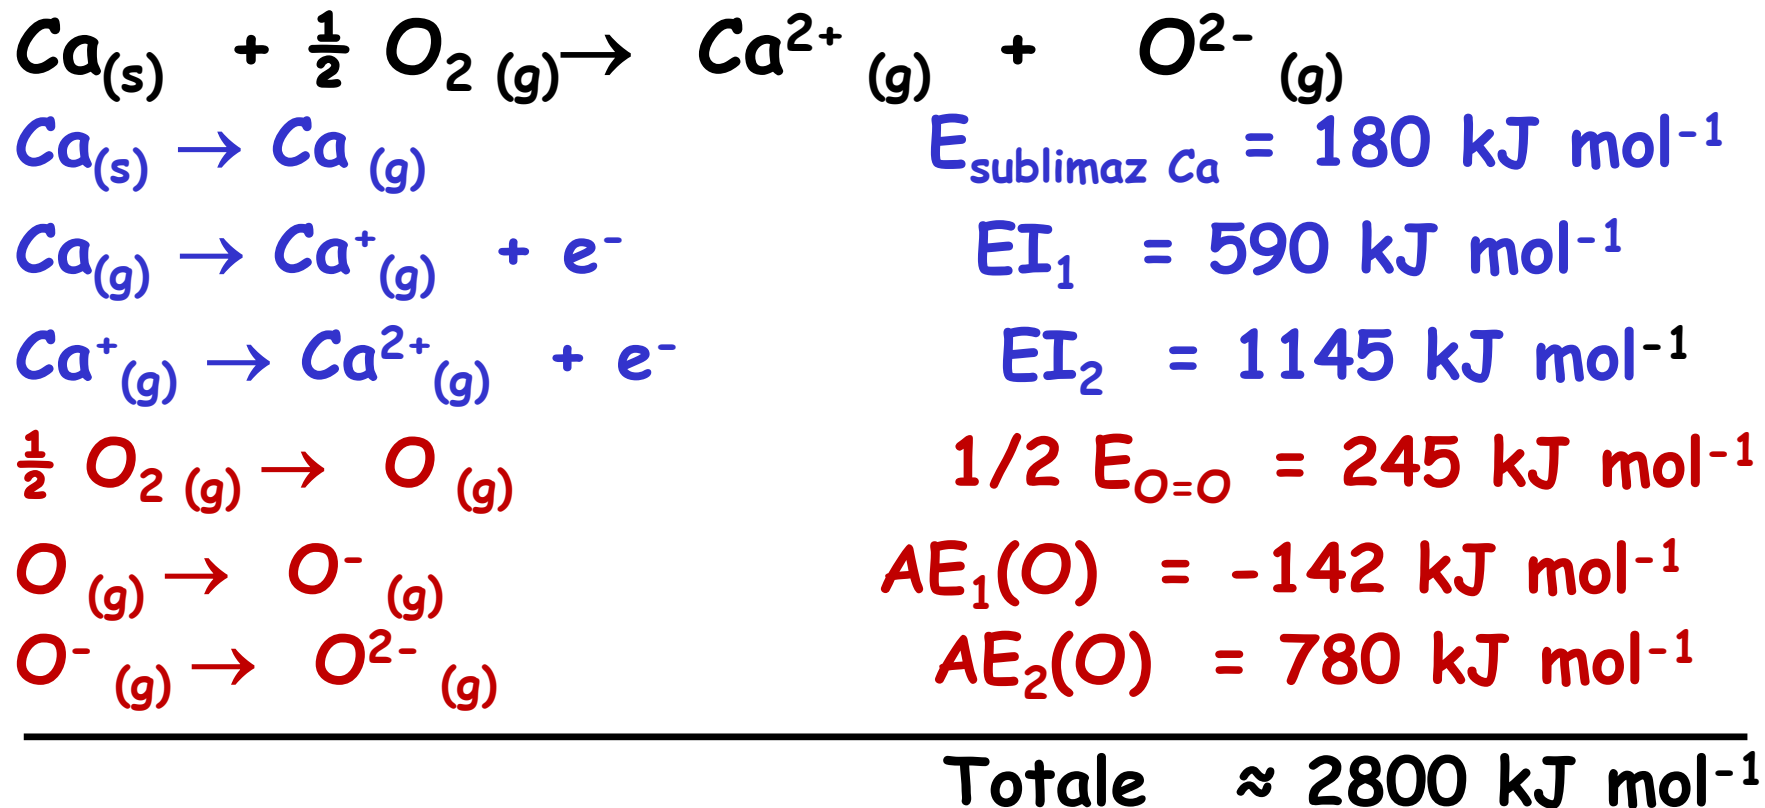 Ca(s) + ½ O₂ (g) → Ca²⁺ (g) + O²⁻ (g)
Ca(s) → Ca (g) E sublimaz Ca = 180 kJ mol⁻¹
Ca(g) → Ca⁺(g) + e⁻ EI₁ = 590 kJ mol⁻¹
Ca⁺(g) → Ca²⁺(g) + e⁻ EI₂ = 1145 kJ mol⁻¹
½ O₂ (g) → O (g) 1/2 E O=O = 245 kJ mol⁻¹
O (g) → O⁻ (g) AE₁(O) = -142 kJ mol⁻¹
O⁻ (g) → O²⁻ (g) AE₂(O) = 780 kJ mol⁻¹
Totale ≈ 2800 kJ mol⁻¹